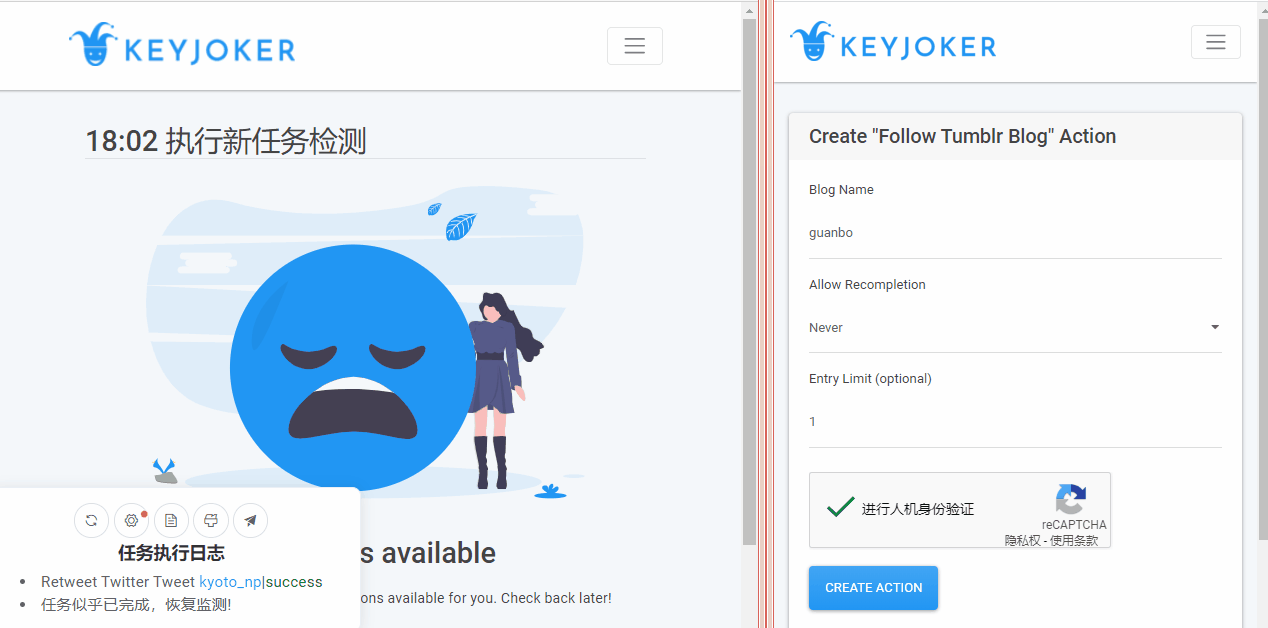 KEYJOKER
18:02 执行新任务检测
任务执行日志
Retweet Twitter Tweet kyoto_np|success
任务似乎已完成，恢复监测!
s available
ons available for you. Check back later!
KEYJOKER
Create "Follow Tumblr Blog" Action
Blog Name
guanbo
Allow Recompletion
Never
Entry Limit (optional)
1
进行人机身份验证
reCAPTCHA
隐私权 - 使用条款
CREATE ACTION